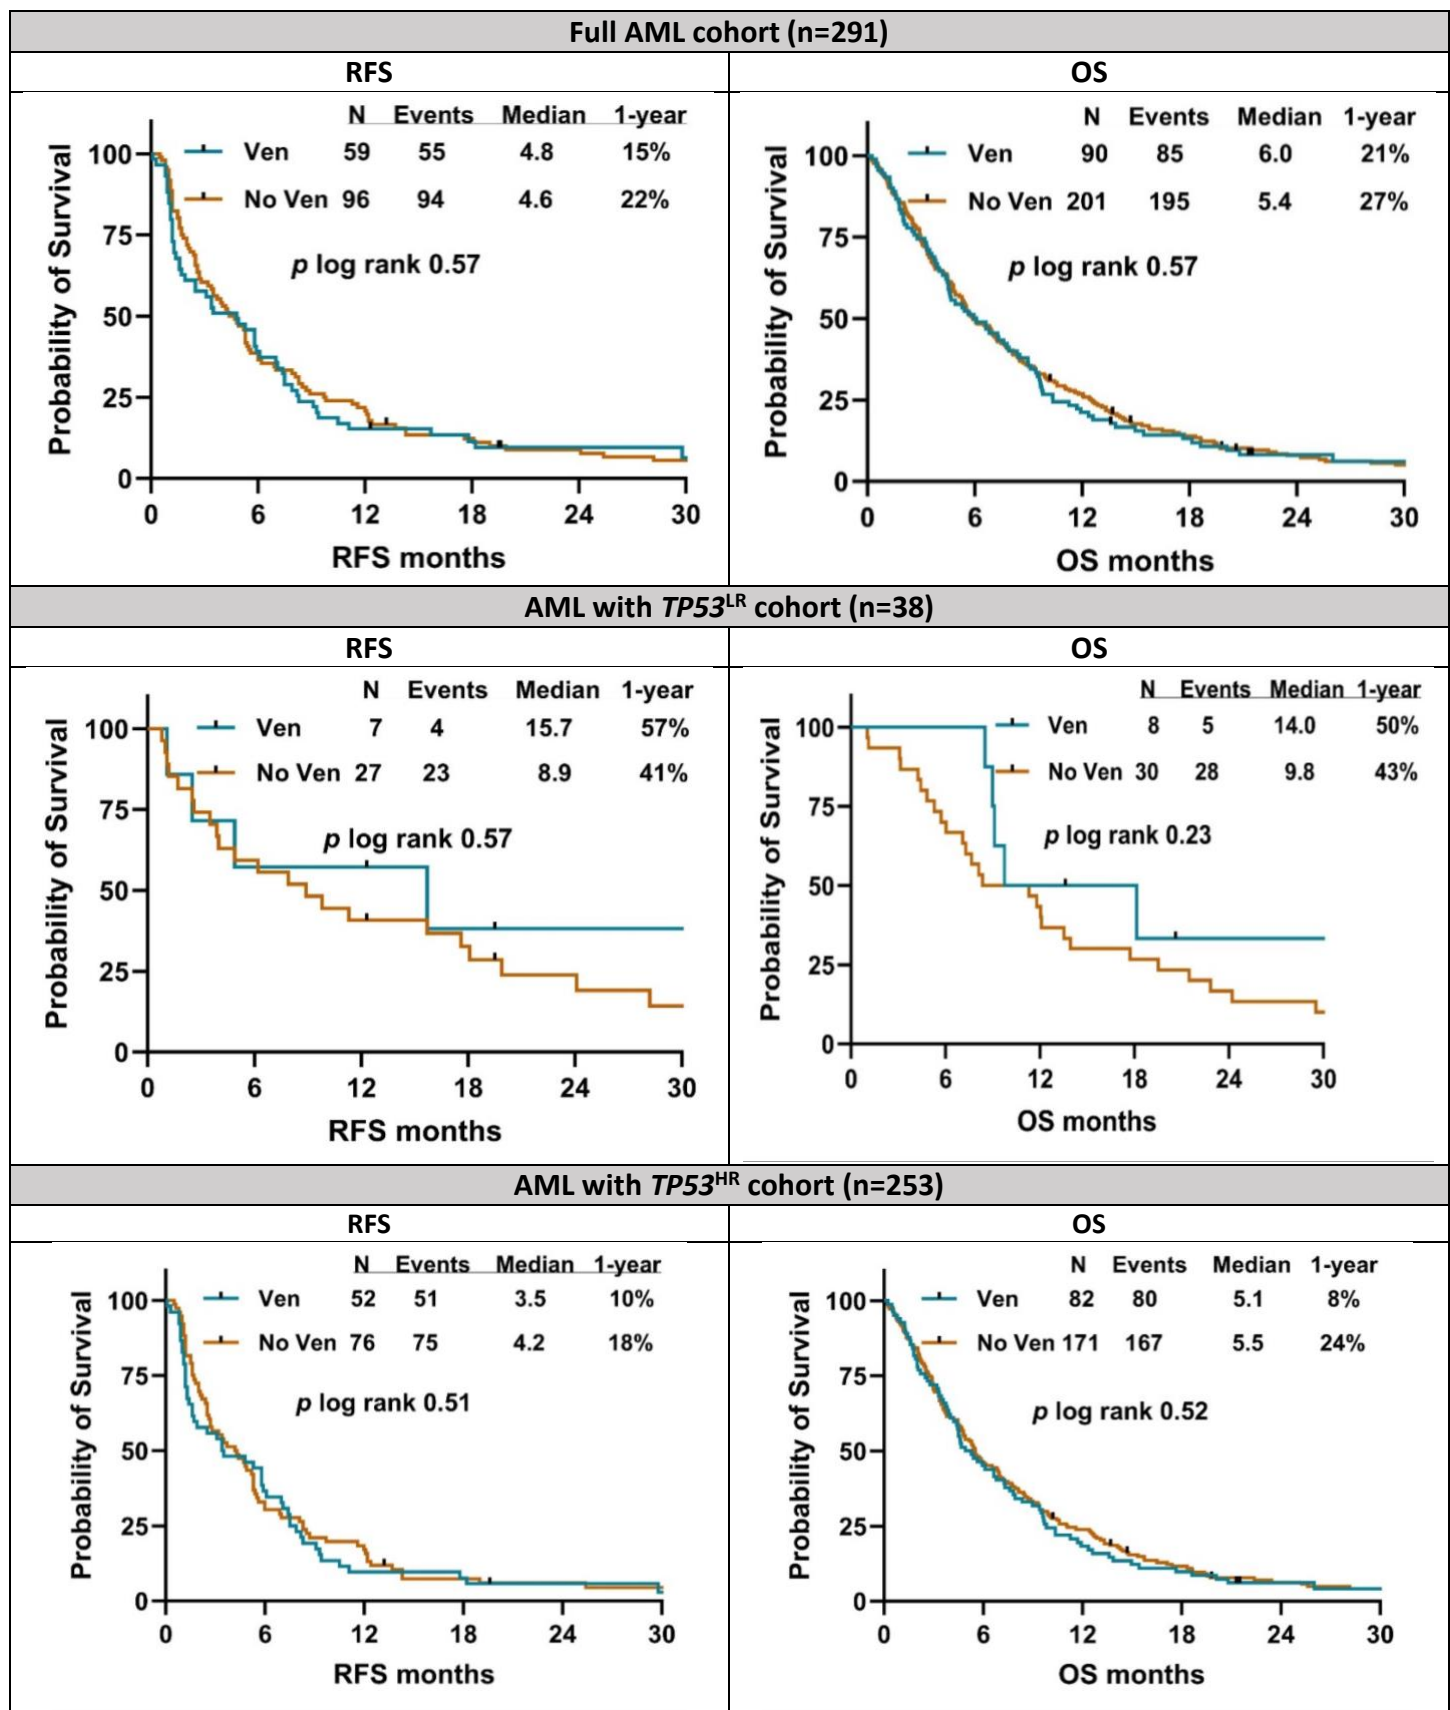 Full AML cohort (n=291)
RFS
N Events Median 1-year
Ven 59 55 4.8 15%
No Ven 96 94 4.6 22%
p log rank 0.57
Probability of Survival
100
75
50
25
0
0 6 12 18 24 30
RFS months
OS
N Events Median 1-year
Ven 90 85 6.0 21%
No Ven 201 195 5.4 27%
p log rank 0.57
Probability of Survival
100
75
50
25
0
0 6 12 18 24 30
OS months
AML with TP53LR cohort (n=38)
RFS
N Events Median 1-year
Ven 7 4 15.7 57%
No Ven 27 23 8.9 41%
p log rank 0.57
Probability of Survival
100
75
50
25
0
0 6 12 18 24 30
RFS months
OS
N Events Median 1-year
Ven 8 5 14.0 50%
No Ven 30 28 9.8 43%
p log rank 0.23
Probability of Survival
100
75
50
25
0
0 6 12 18 24 30
OS months
AML with TP53HR cohort (n=253)
RFS
N Events Median 1-year
Ven 52 51 3.5 10%
No Ven 76 75 4.2 18%
p log rank 0.51
Probability of Survival
100
75
50
25
0
0 6 12 18 24 30
RFS months
OS
N Events Median 1-year
Ven 82 80 5.1 8%
No Ven 171 167 5.5 24%
p log rank 0.52
Probability of Survival
100
75
50
25
0
0 6 12 18 24 30
OS months